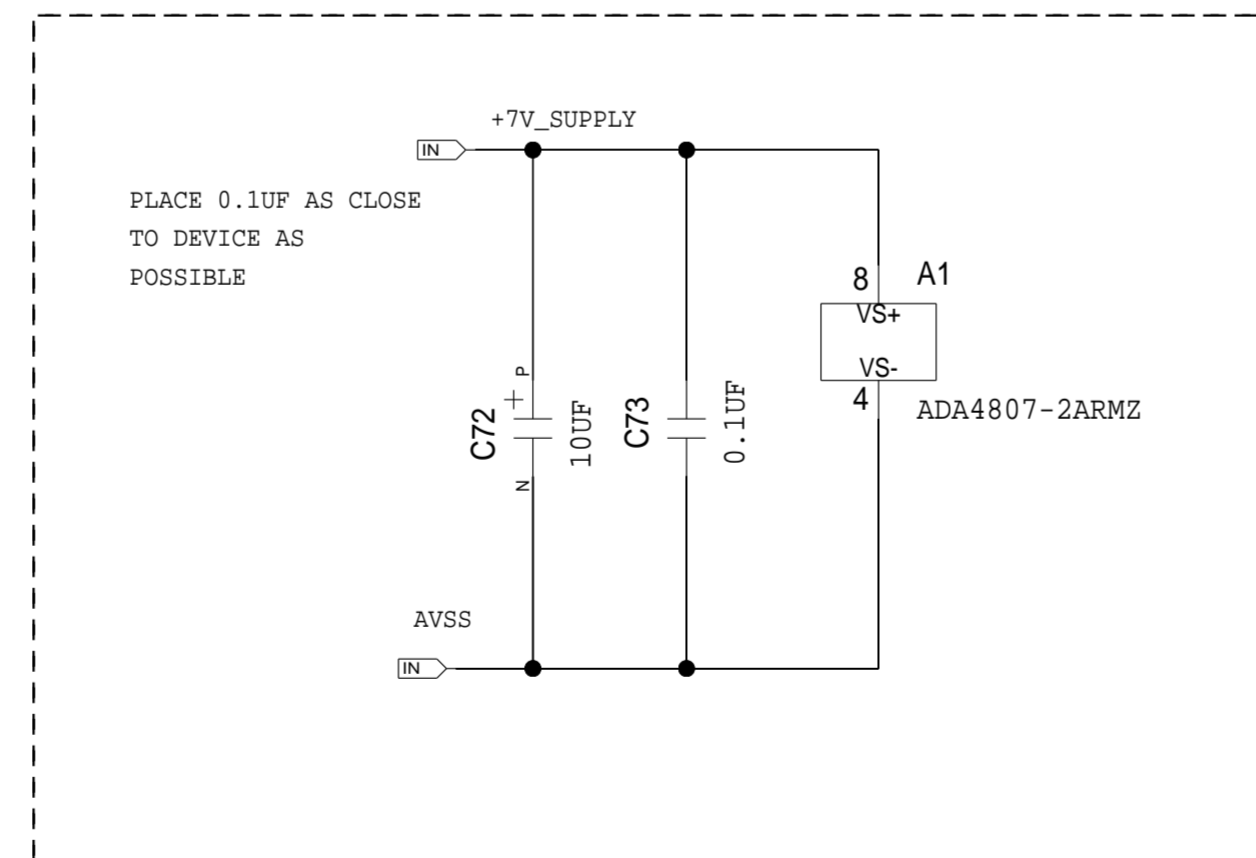 +7V_SUPPLY
IN
PLACE 0.1UF AS CLOSE
TO DEVICE AS
POSSIBLE
8
A1
VS+
VS-
4
ADA4807-2ARMZ
P
+
C72
10UF
N
C73
0.1UF
AVSS
IN